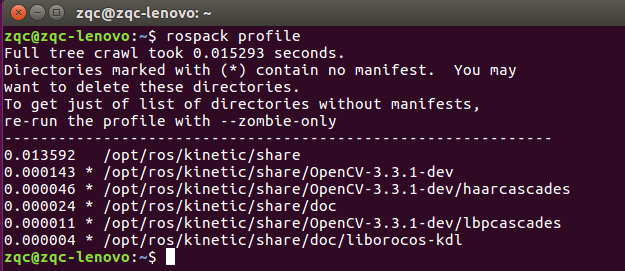 zqc@zqc-lenovo: ~
zqc@zqc-lenovo:~$ rospack profile
Full tree crawl took 0.015293 seconds.
Directories marked with (*) contain no manifest.  You may
want to delete these directories.
To get just of list of directories without manifests,
re-run the profile with --zombie-only
-------------------------------------------------------------
0.013592   /opt/ros/kinetic/share
0.000143 * /opt/ros/kinetic/share/OpenCV-3.3.1-dev
0.000046 * /opt/ros/kinetic/share/OpenCV-3.3.1-dev/haarcascades
0.000024 * /opt/ros/kinetic/share/doc
0.000011 * /opt/ros/kinetic/share/OpenCV-3.3.1-dev/lbpcascades
0.000004 * /opt/ros/kinetic/share/doc/liborocos-kdl
zqc@zqc-lenovo:~$